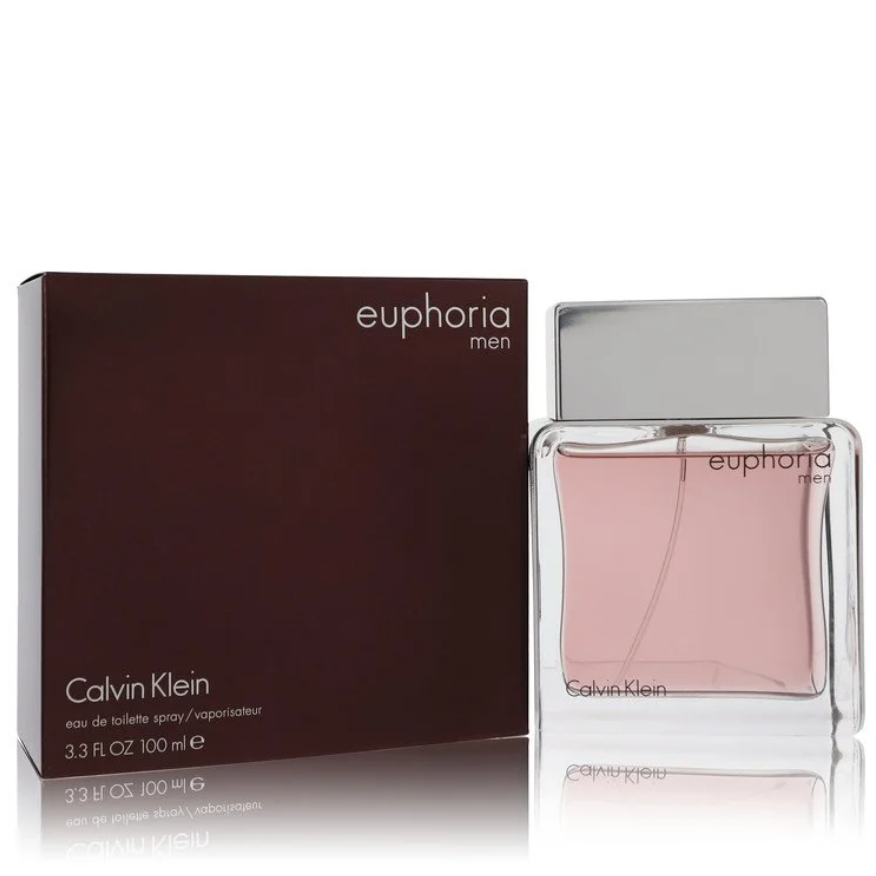 euphoria
men
Calvin Klein
eau de toilette spray/vaporisateur
3.3 FL OZ 100 ml ℮
euphoria
men
Calvin Klein